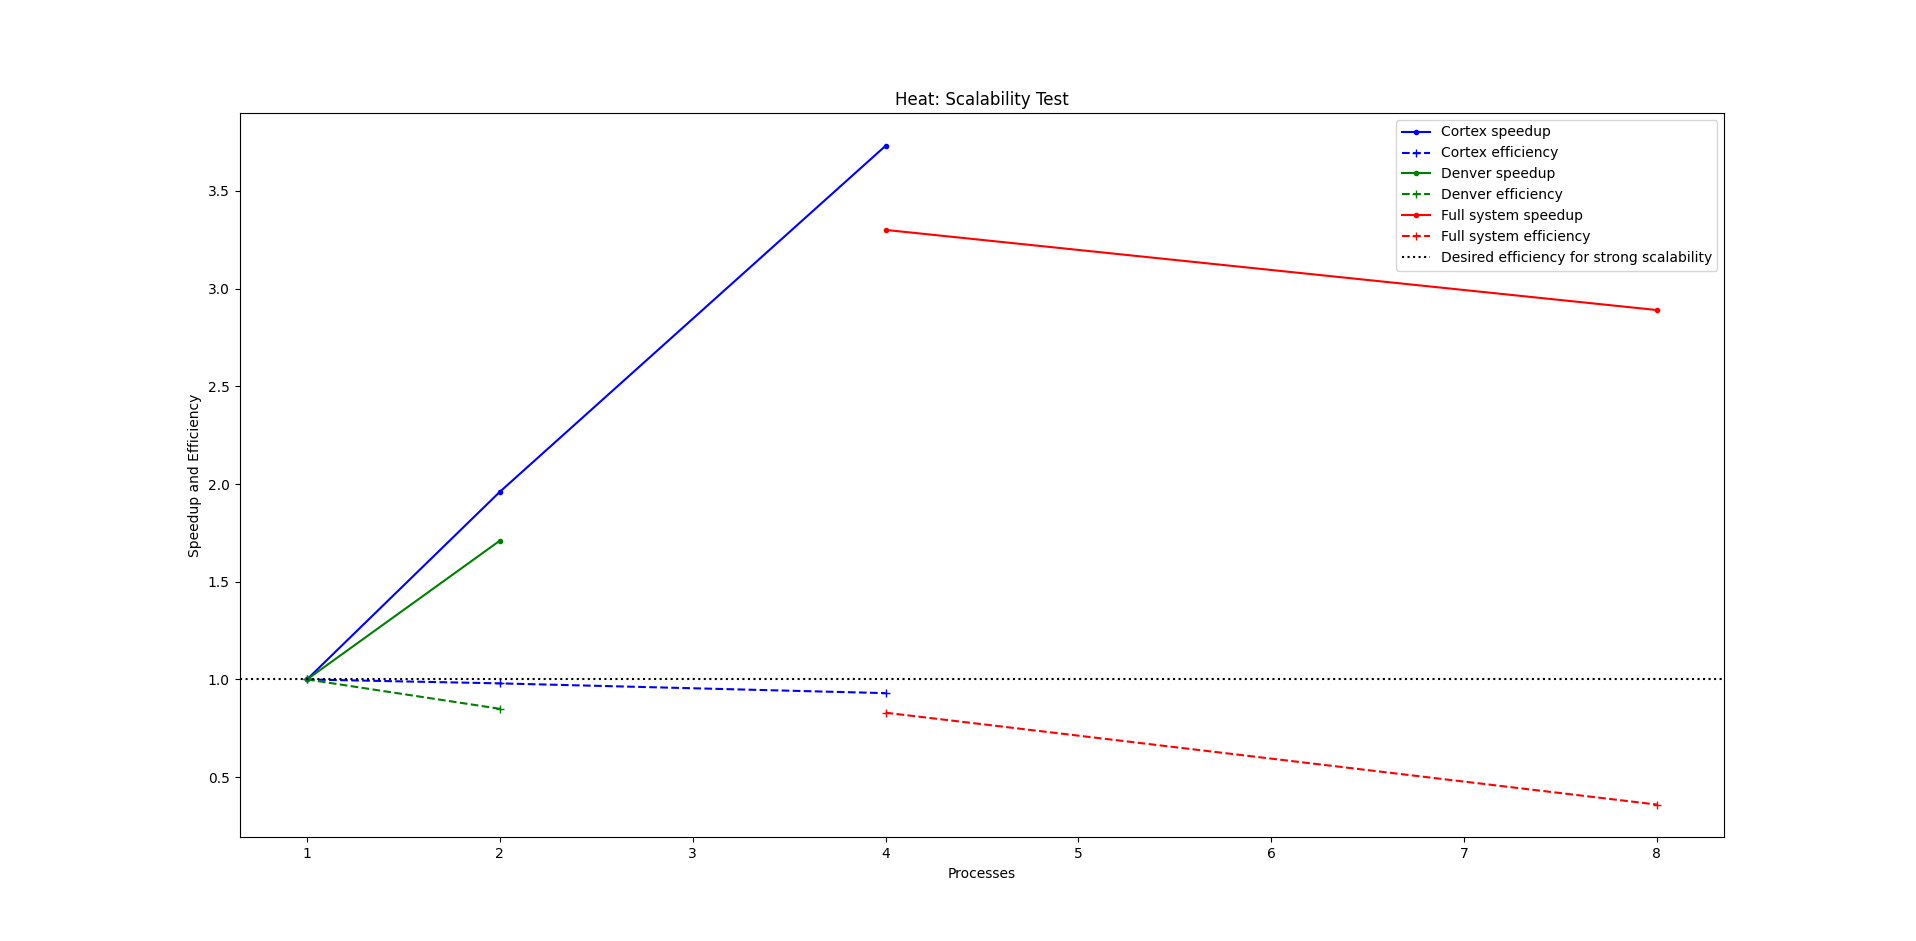 Heat: Scalability Test
Cortex speedup
Cortex efficiency
Denver speedup
Denver efficiency
Full system speedup
Full system efficiency
Desired efficiency for strong scalability
Speedup and Efficiency
3.5
3.0
2.5
2.0
1.5
1.0
0.5
1 2 3 4 5 6 7 8
Processes